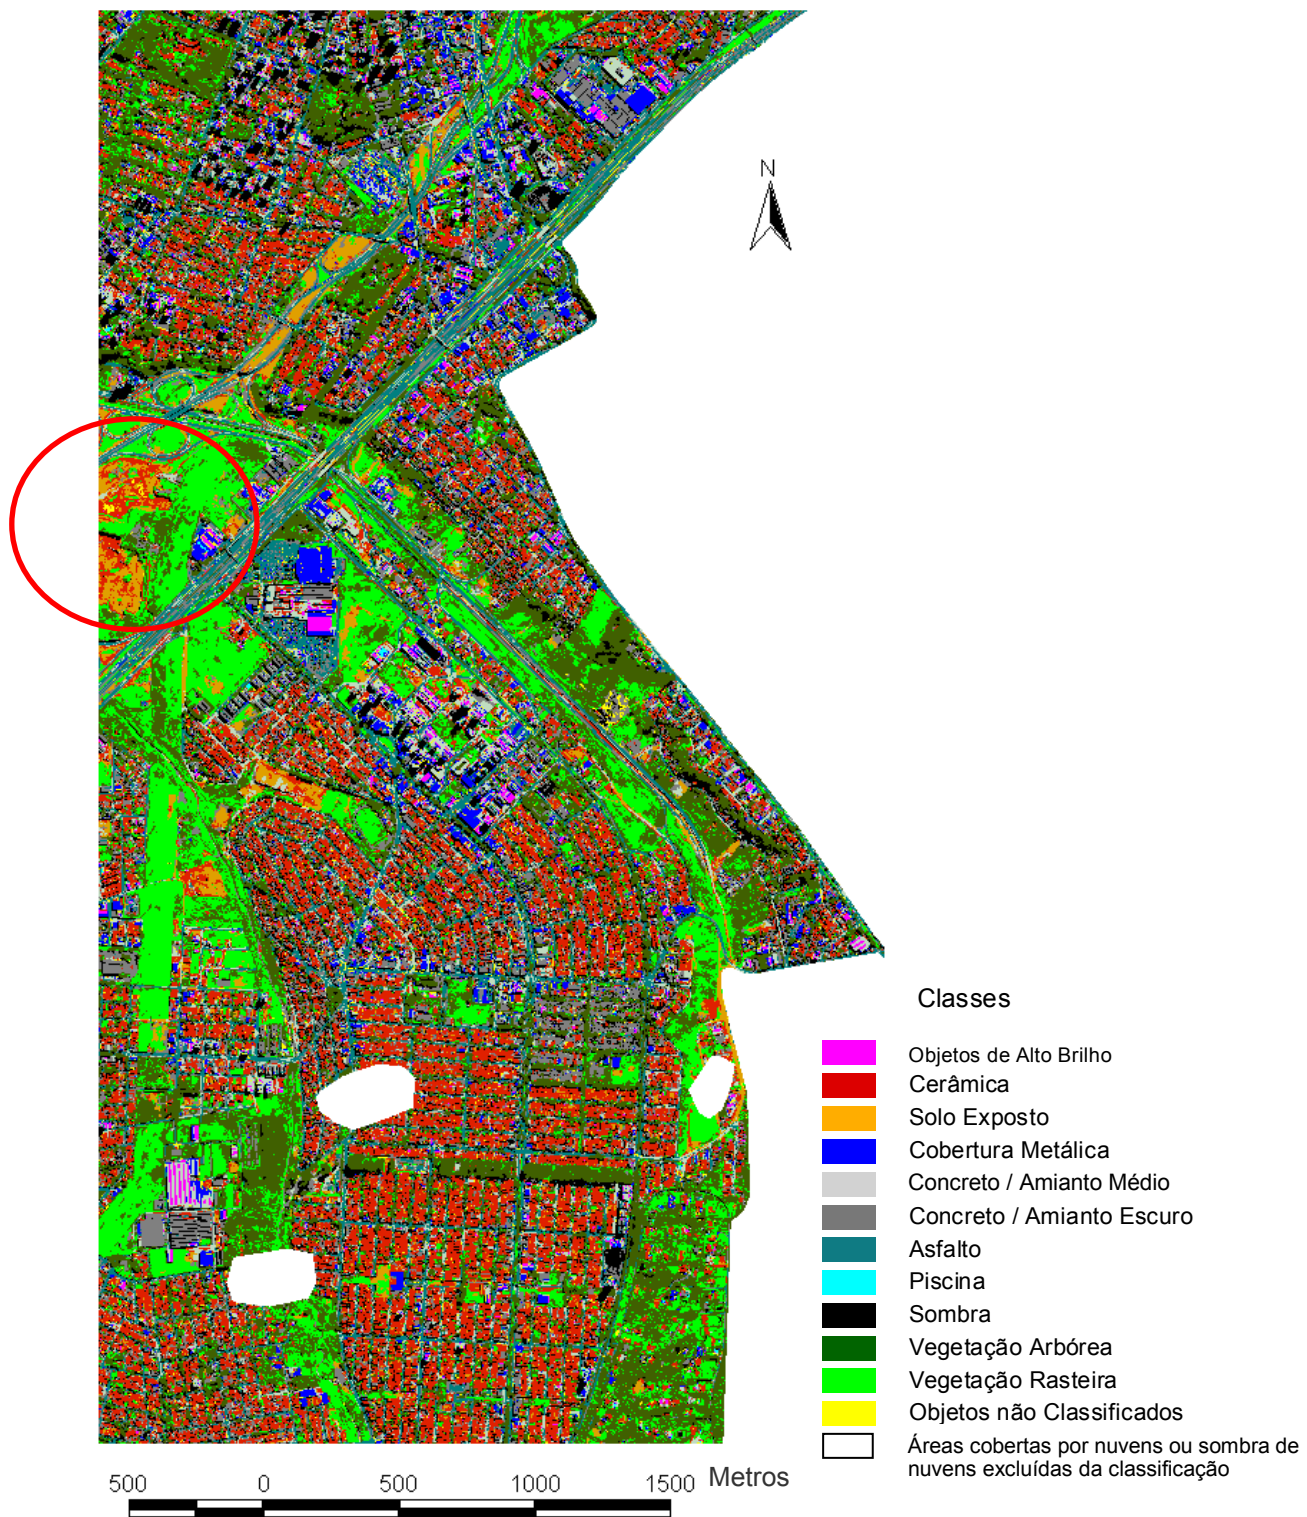 N
Classes
Objetos de Alto Brilho
Cerâmica
Solo Exposto
Cobertura Metálica
Concreto / Amianto Médio
Concreto / Amianto Escuro
Asfalto
Piscina
Sombra
Vegetação Arbórea
Vegetação Rasteira
Objetos não Classificados
Áreas cobertas por nuvens ou sombra de
nuvens excluídas da classificação
500 0 500 1000 1500 Metros